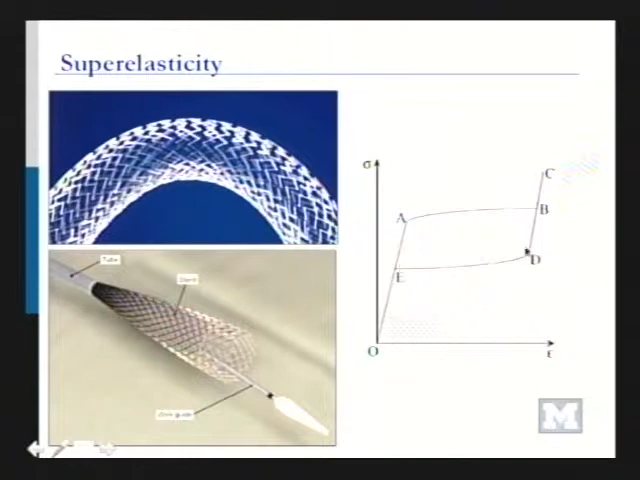 Superelasticity
σ
C
A
B
D
E
O
ε
Tube
Stent
Wire guide
M